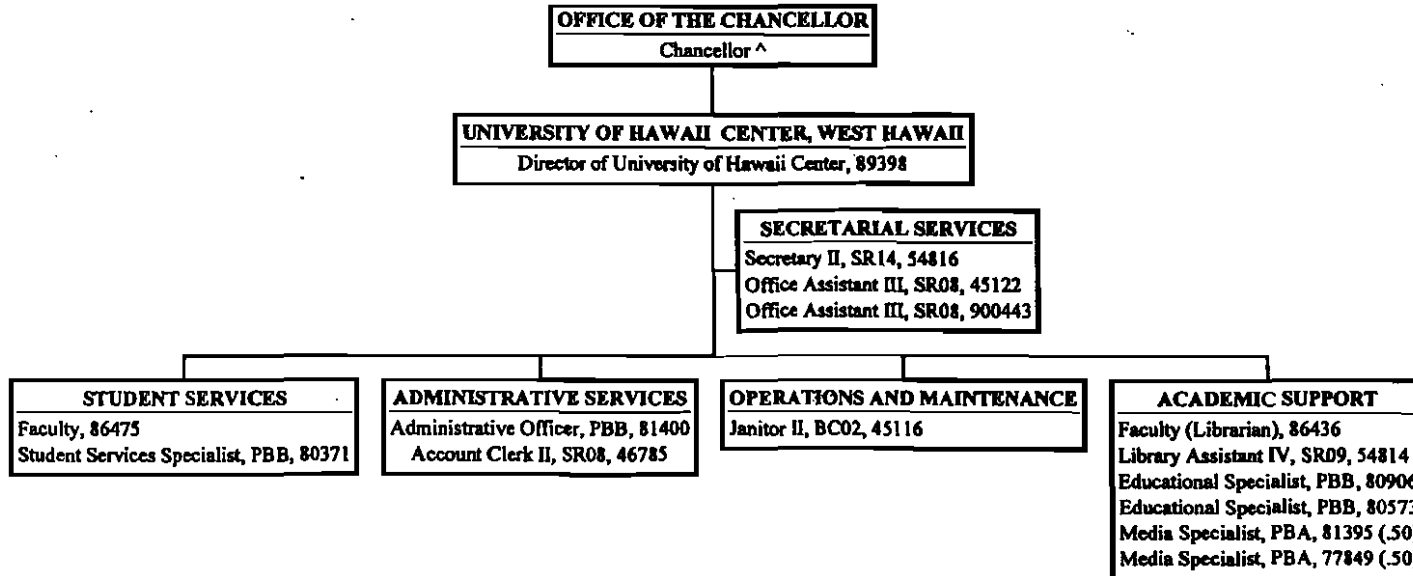 OFFICE OF THE CHANCELLOR
Chancellor ^
UNIVERSITY OF HAWAII CENTER, WEST HAWAII
Director of University of Hawaii Center, 89398
SECRETARIAL SERVICES
Secretary II, SR14, 54816
Office Assistant III, SR08, 45122
Office Assistant III, SR08, 900443
STUDENT SERVICES
Faculty, 86475
Student Services Specialist, PBB, 80371
ADMINISTRATIVE SERVICES
Administrative Officer, PBB, 81400
Account Clerk II, SR08, 46785
OPERATIONS AND MAINTENANCE
Janitor II, BC02, 45116
ACADEMIC SUPPORT
Faculty (Librarian), 86436
Library Assistant IV, SR09, 54814
Educational Specialist, PBB, 80906
Educational Specialist, PBB, 80573
Media Specialist, PBA, 81395 (.50
Media Specialist, PBA, 77849 (.50